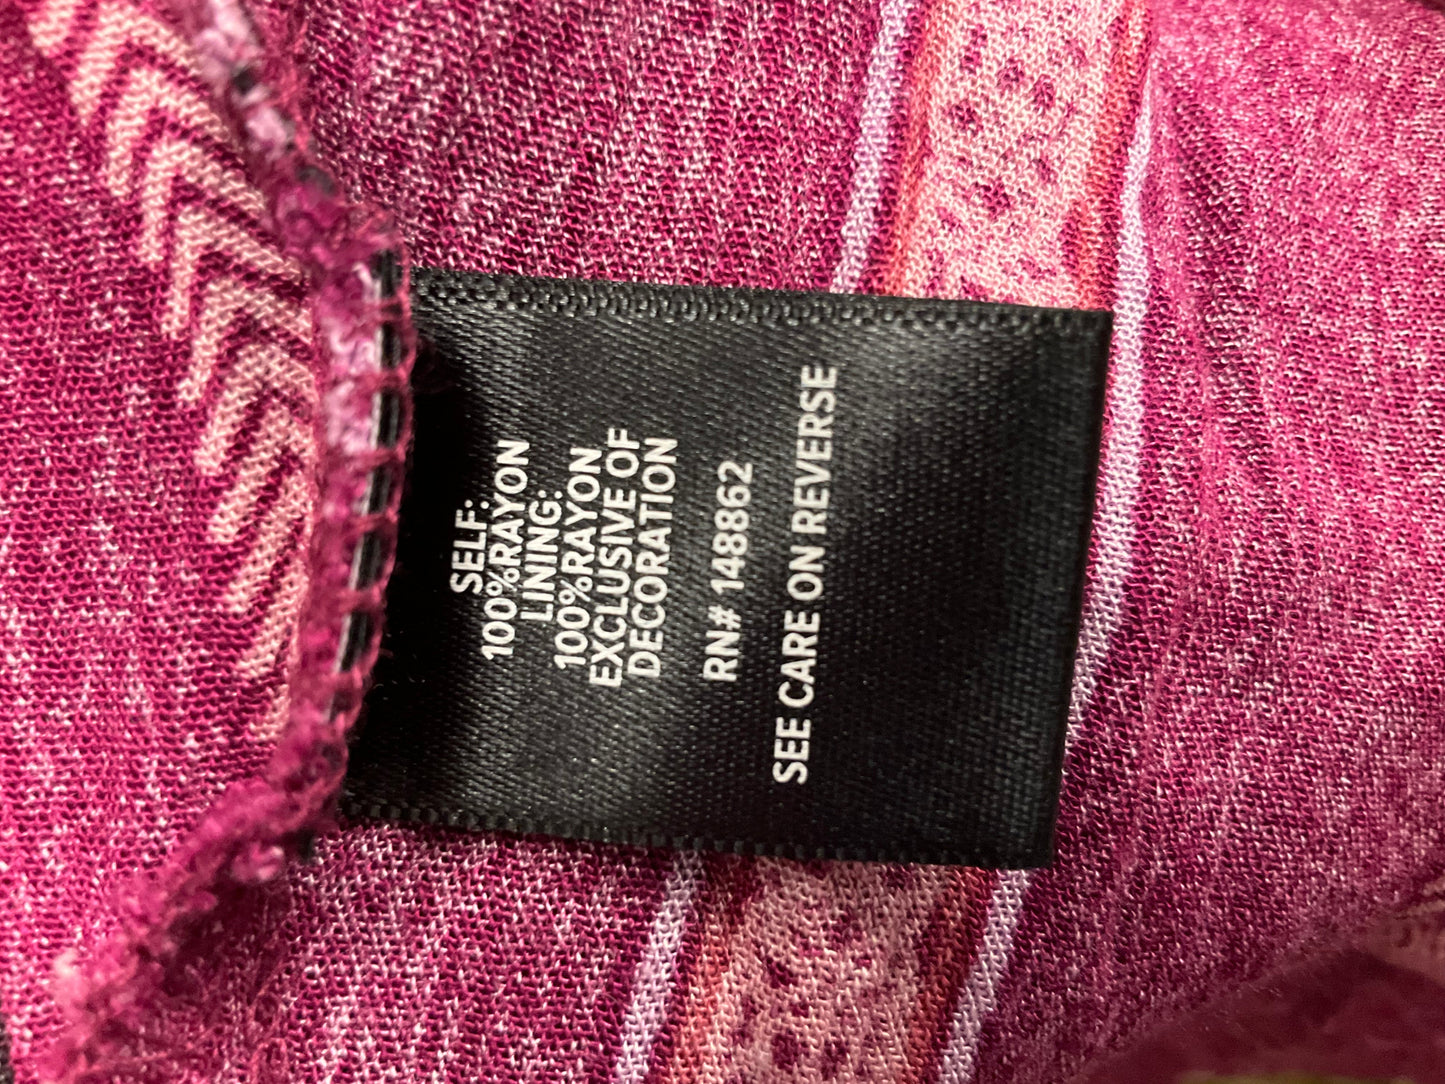 SELF:
100%RAYON
LINING:
100%RAYON
EXCLUSIVE OF
DECORATION
RN# 148862
SEE CARE ON REVERSE